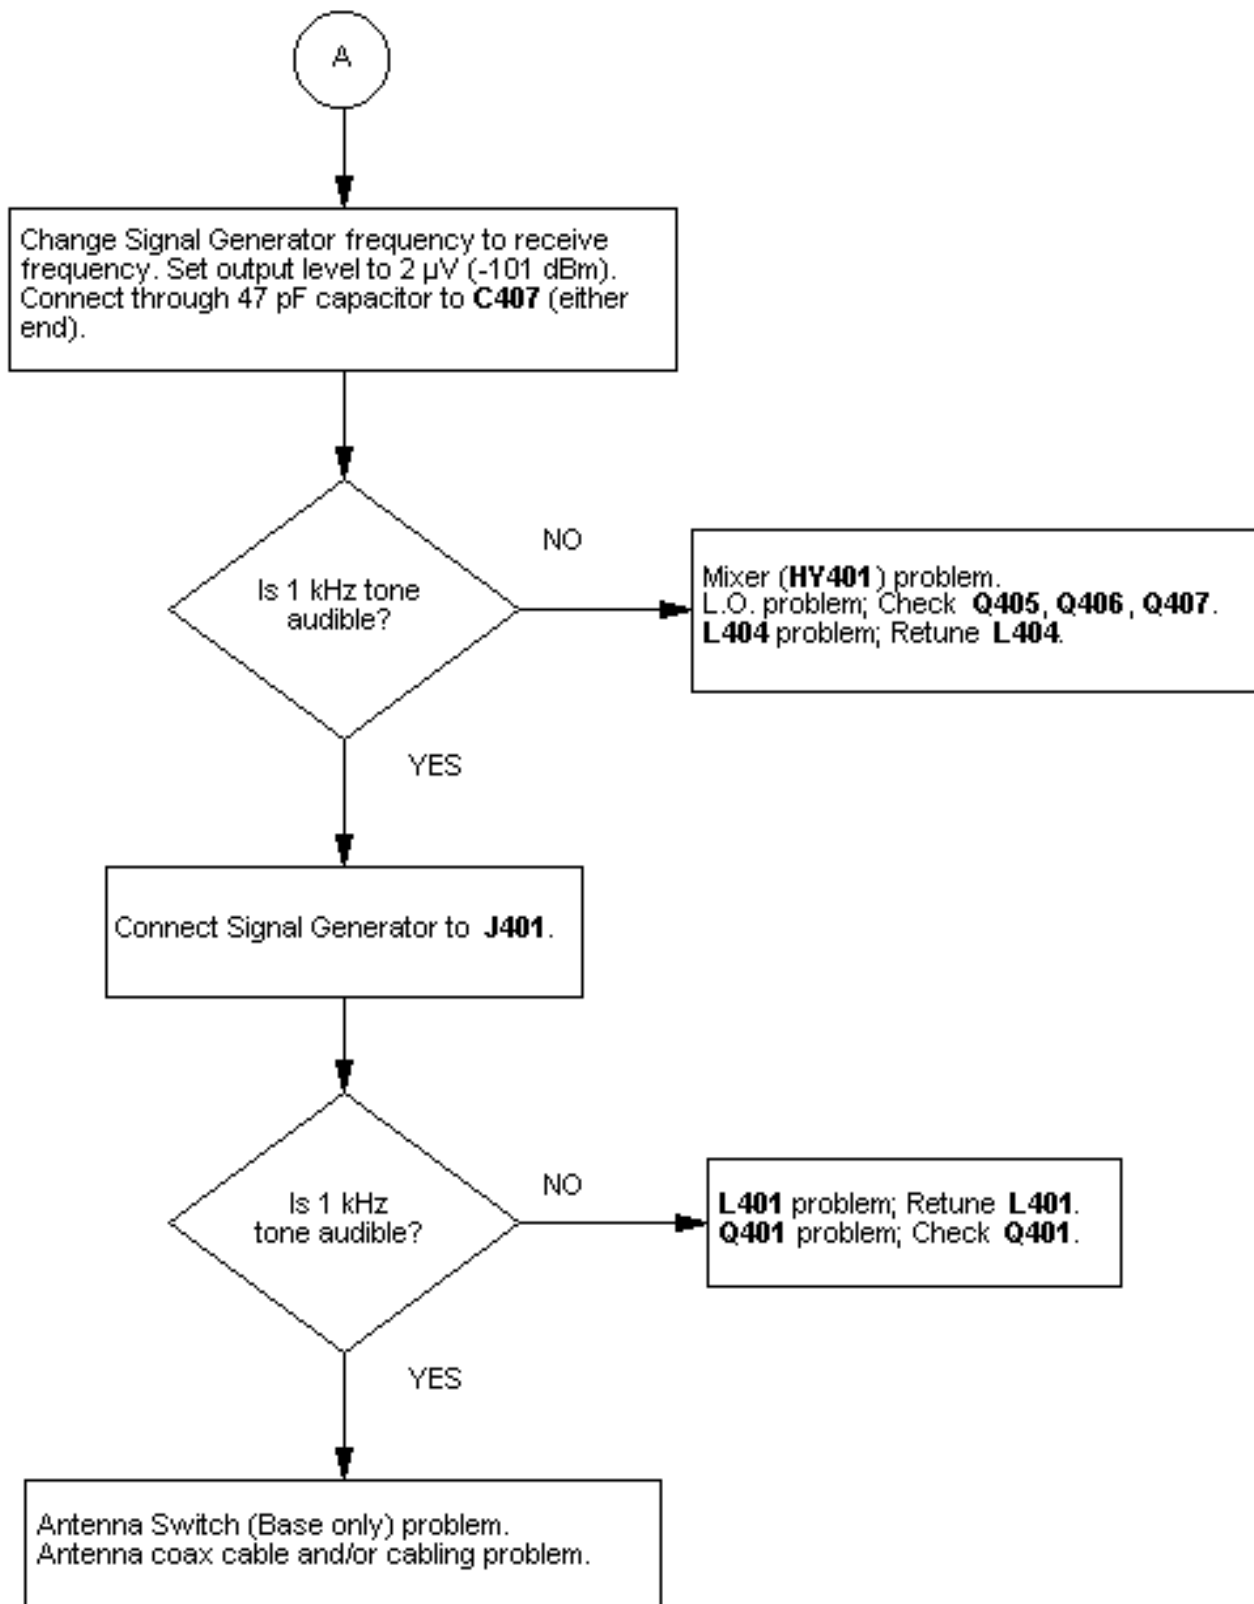 A
Change Signal Generator frequency to receive
frequency. Set output level to 2 µV (-101 dBm).
Connect through 47 pF capacitor to C407 (either
end).
Is 1 kHz tone
audible?
NO
Mixer (HY401) problem.
L.O. problem; Check Q405, Q406, Q407.
L404 problem; Retune L404.
YES
Connect Signal Generator to J401.
Is 1 kHz
tone audible?
NO
L401 problem; Retune L401.
Q401 problem; Check Q401.
YES
Antenna Switch (Base only) problem.
Antenna coax cable and/or cabling problem.